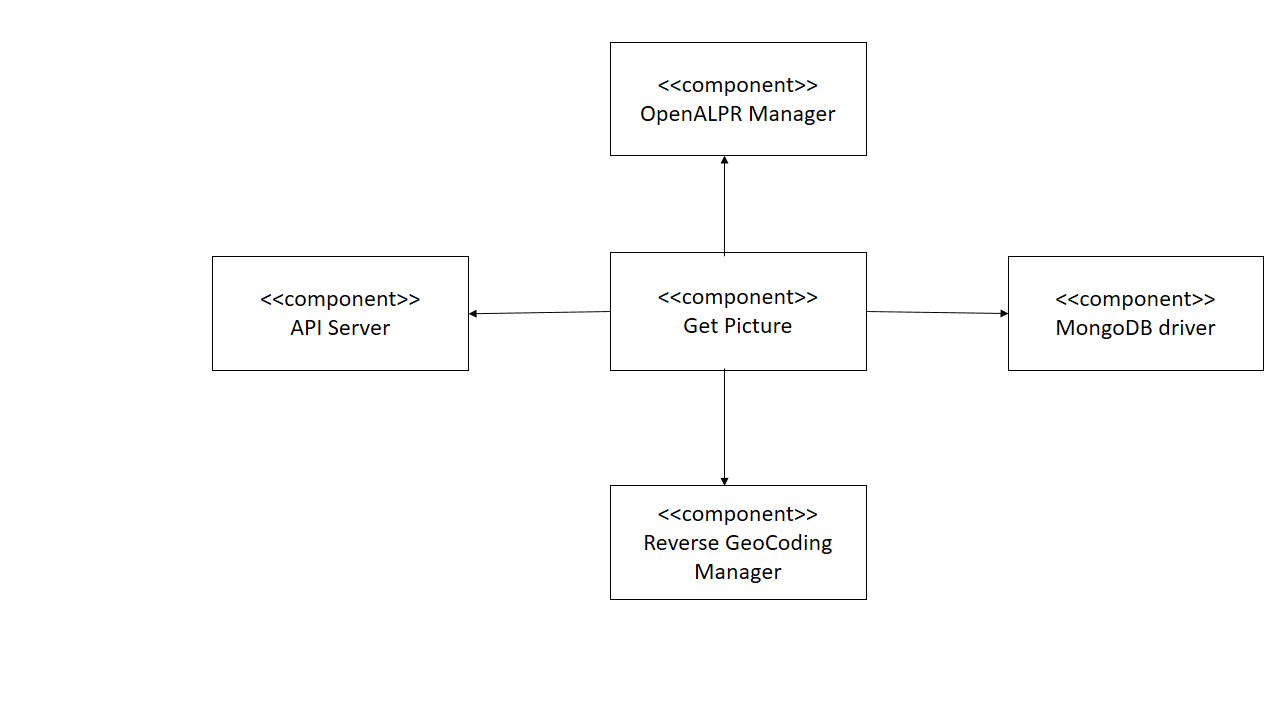 <<component>>
OpenALPR Manager
<<component>>
API Server
<<component>>
Get Picture
<<component>>
MongoDB driver
<<component>>
Reverse GeoCoding
Manager